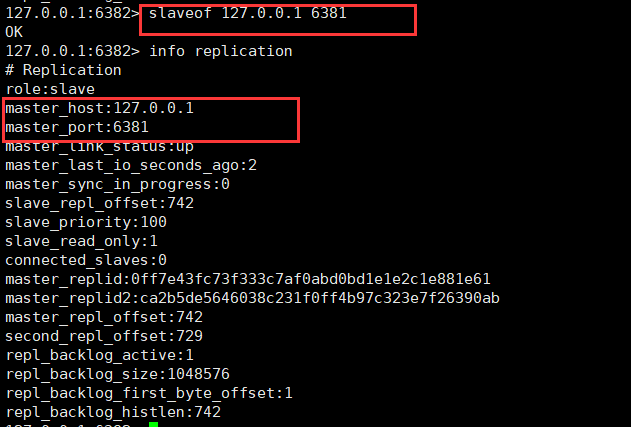 127.0.0.1:6382> slaveof 127.0.0.1 6381
OK
127.0.0.1:6382> info replication
# Replication
role:slave
master_host:127.0.0.1
master_port:6381
master_link_status:up
master_last_io_seconds_ago:2
master_sync_in_progress:0
slave_repl_offset:742
slave_priority:100
slave_read_only:1
connected_slaves:0
master_replid:0ff7e43fc73f333c7af0abd0bd1e1e2c1e881e61
master_replid2:ca2b5de5646038c231f0ff4b97c323e7f26390ab
master_repl_offset:742
second_repl_offset:729
repl_backlog_active:1
repl_backlog_size:1048576
repl_backlog_first_byte_offset:1
repl_backlog_histlen:742